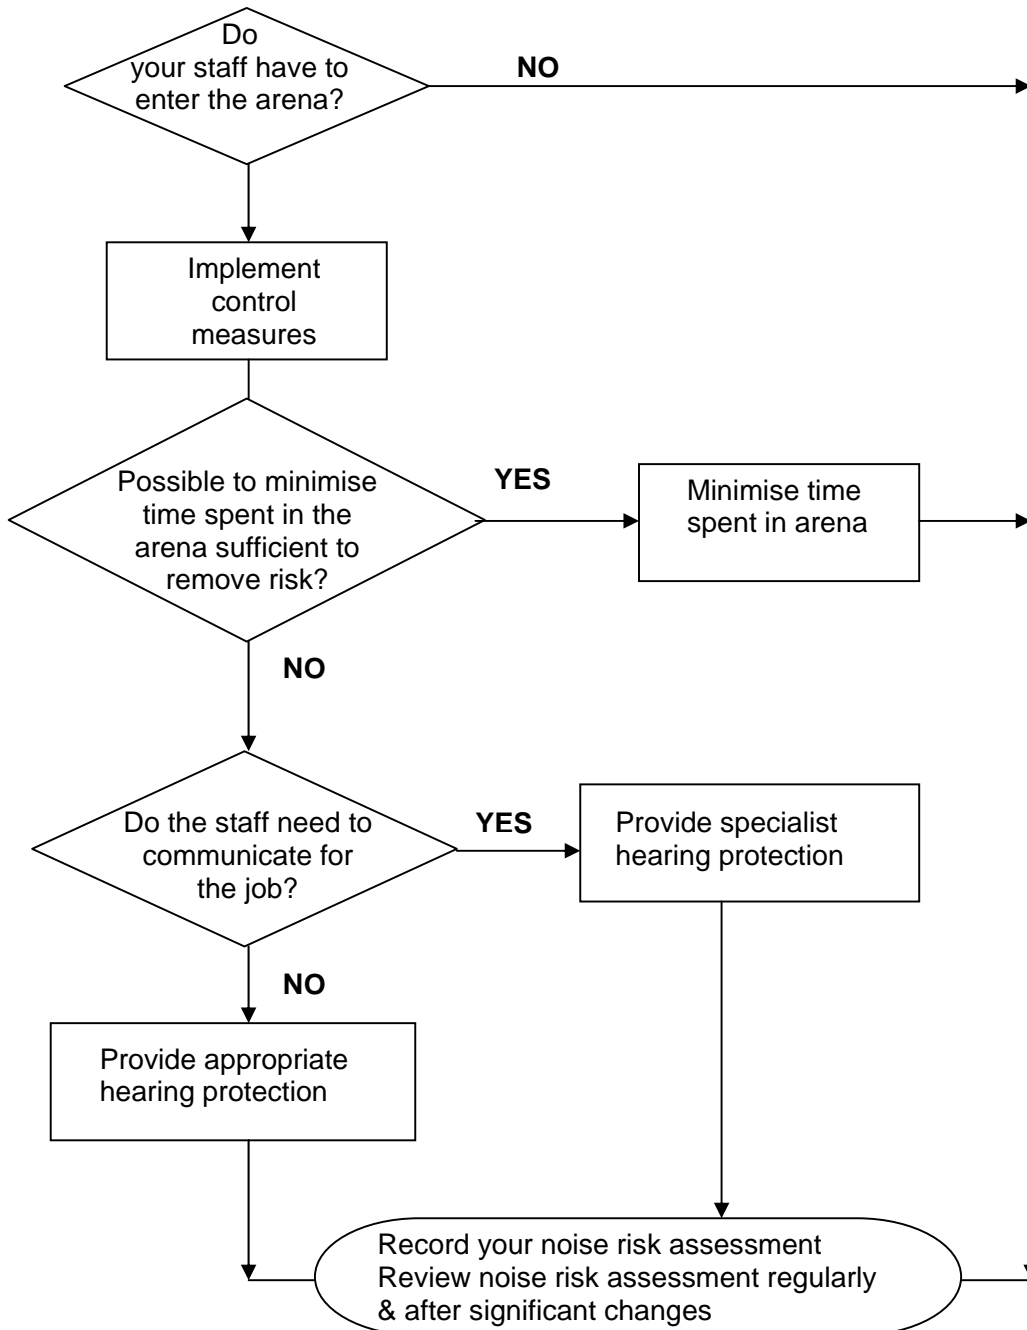 Do
your staff have to
enter the arena?
NO
Implement
control
measures
Possible to minimise
time spent in the
arena sufficient to
remove risk?
YES
Minimise time
spent in arena
NO
Do the staff need to
communicate for
the job?
YES
Provide specialist
hearing protection
NO
Provide appropriate
hearing protection
Record your noise risk assessment
Review noise risk assessment regularly
& after significant changes